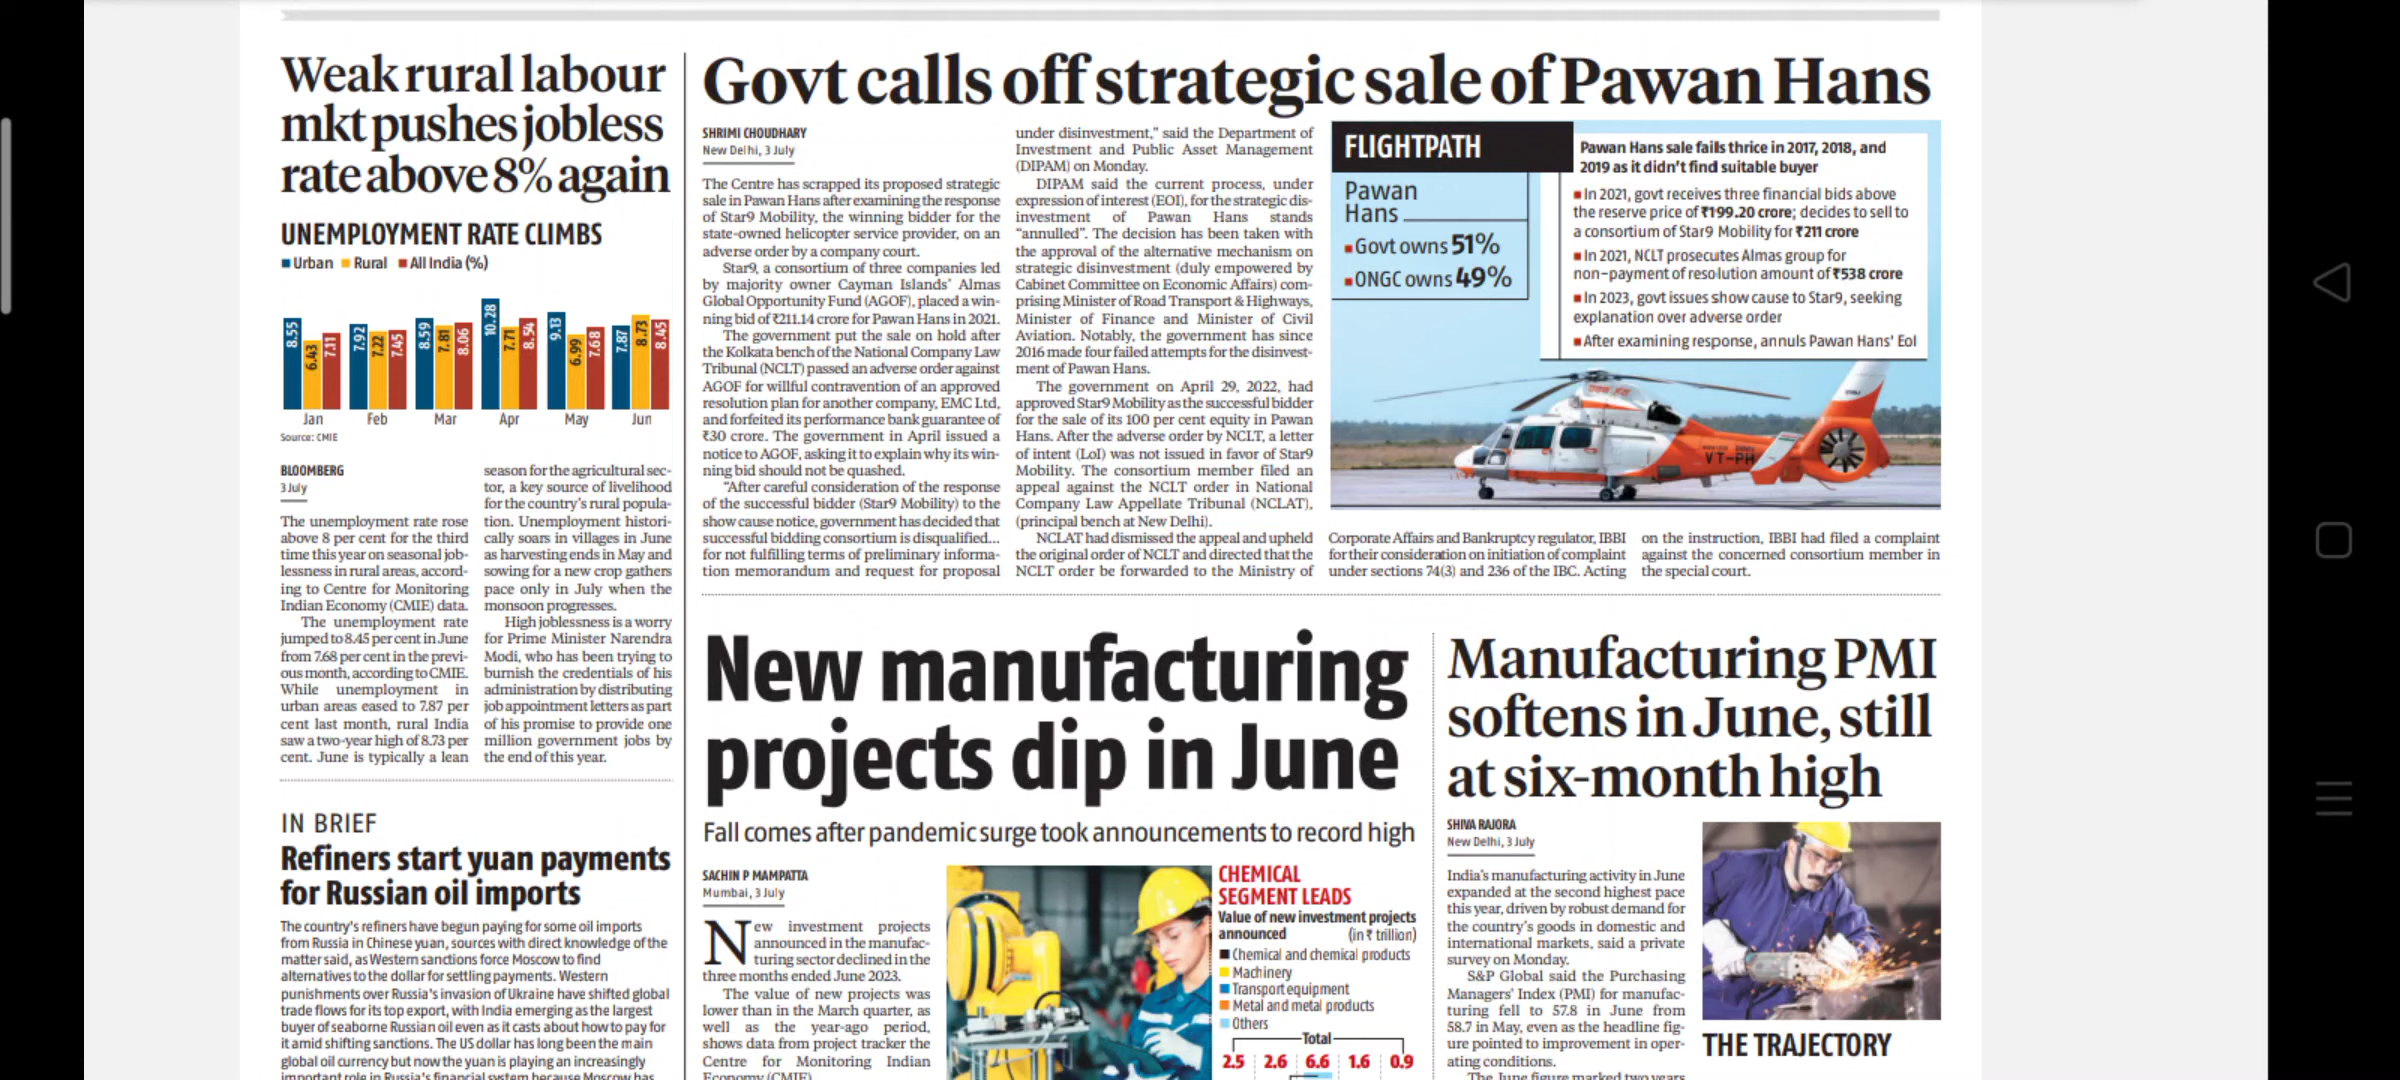 Weak rural labour
mkt pushes jobless
rate above 8% again
UNEMPLOYMENT RATE CLIMBS
Urban Rural All India (%)
8.55 6.43 7.11
7.92 7.22 7.45
8.59 7.81 8.06
10.28 7.71 8.54
9.13 6.99 7.68
7.87 8.73 8.45
Jan Feb Mar Apr May Jun
Source: CMIE
BLOOMBERG
3 July
The unemployment rate rose
above 8 per cent for the third
time this year on seasonal job-
lessness in rural areas, accord-
ing to Centre for Monitoring
Indian Economy (CMIE) data.
The unemployment rate
jumped to 8.45 per cent in June
from 7.68 per cent in the previ-
ous month, according to CMIE.
While unemployment in
urban areas eased to 7.87 per
cent last month, rural India
saw a two-year high of 8.73 per
cent. June is typically a lean
season for the agricultural sec-
tor, a key source of livelihood
for the country's rural popula-
tion. Unemployment histori-
cally soars in villages in June
as harvesting ends in May and
sowing for a new crop gathers
pace only in July when the
monsoon progresses.
High joblessness is a worry
for Prime Minister Narendra
Modi, who has been trying to
burnish the credentials of his
administration by distributing
job appointment letters as part
of his promise to provide one
million government jobs by
the end of this year.
IN BRIEF
Refiners start yuan payments
for Russian oil imports
The country's refiners have begun paying for some oil imports
from Russia in Chinese yuan, sources with direct knowledge of the
matter said, as Western sanctions force Moscow to find
alternatives to the dollar for settling payments. Western
punishments over Russia's invasion of Ukraine have shifted global
trade flows for its top export, with India emerging as the largest
buyer of seaborne Russian oil even as it casts about how to pay for
it amid shifting sanctions. The US dollar has long been the main
global oil currency but now the yuan is playing an increasingly
important role in Russia's financial system because Moscow has
Govt calls off strategic sale of Pawan Hans
SHRIMI CHOUDHARY
New Delhi, 3 July
The Centre has scrapped its proposed strategic
sale in Pawan Hans after examining the response
of Star9 Mobility, the winning bidder for the
state-owned helicopter service provider, on an
adverse order by a company court.
Star9, a consortium of three companies led
by majority owner Cayman Islands' Almas
Global Opportunity Fund (AGOF), placed a win-
ning bid of ₹211.14 crore for Pawan Hans in 2021.
The government put the sale on hold after
the Kolkata bench of the National Company Law
Tribunal (NCLT) passed an adverse order against
AGOF for willful contravention of an approved
resolution plan for another company, EMC Ltd,
and forfeited its performance bank guarantee of
₹30 crore. The government in April issued a
notice to AGOF, asking it to explain why its win-
ning bid should not be quashed.
"After careful consideration of the response
of the successful bidder (Star9 Mobility) to the
show cause notice, government has decided that
successful bidding consortium is disqualified...
for not fulfilling terms of preliminary informa-
tion memorandum and request for proposal
under disinvestment," said the Department of
Investment and Public Asset Management
(DIPAM) on Monday.
DIPAM said the current process, under
expression of interest (EOI), for the strategic dis-
investment of Pawan Hans stands
"annulled". The decision has been taken with
the approval of the alternative mechanism on
strategic disinvestment (duly empowered by
Cabinet Committee on Economic Affairs) com-
prising Minister of Road Transport & Highways,
Minister of Finance and Minister of Civil
Aviation. Notably, the government has since
2016 made four failed attempts for the disinvest-
ment of Pawan Hans.
The government on April 29, 2022, had
approved Star9 Mobility as the successful bidder
for the sale of its 100 per cent equity in Pawan
Hans. After the adverse order by NCLT, a letter
of intent (LoI) was not issued in favor of Star9
Mobility. The consortium member filed an
appeal against the NCLT order in National
Company Law Appellate Tribunal (NCLAT),
(principal bench at New Delhi).
NCLAT had dismissed the appeal and upheld
the original order of NCLT and directed that the
NCLT order be forwarded to the Ministry of
FLIGHTPATH
Pawan
Hans
Govt owns 51%
ONGC owns 49%
Pawan Hans sale fails thrice in 2017, 2018, and
2019 as it didn't find suitable buyer
In 2021, govt receives three financial bids above
the reserve price of ₹199.20 crore; decides to sell to
a consortium of Star9 Mobility for ₹211 crore
In 2021, NCLT prosecutes Almas group for
non-payment of resolution amount of ₹538 crore
In 2023, govt issues show cause to Star9, seeking
explanation over adverse order
After examining response, annuls Pawan Hans' EoI
VT-PH
Corporate Affairs and Bankruptcy regulator, IBBI
for their consideration on initiation of complaint
under sections 74(3) and 236 of the IBC. Acting
on the instruction, IBBI had filed a complaint
against the concerned consortium member in
the special court.
New manufacturing
projects dip in June
Fall comes after pandemic surge took announcements to record high
SACHIN P MAMPATTA
Mumbai, 3 July
New investment projects
announced in the manufac-
turing sector declined in the
three months ended June 2023.
The value of new projects was
lower than in the March quarter, as
well as the year-ago period,
shows data from project tracker the
Centre for Monitoring Indian
Economy (CMIE).
CHEMICAL
SEGMENT LEADS
Value of new investment projects
announced (in ₹ trillion)
Chemical and chemical products
Machinery
Transport equipment
Metal and metal products
Others
Total
2.5 2.6 6.6 1.6 0.9
Manufacturing PMI
softens in June, still
at six-month high
SHIVA RAJORA
New Delhi, 3 July
India's manufacturing activity in June
expanded at the second highest pace
this year, driven by robust demand for
the country's goods in domestic and
international markets, said a private
survey on Monday.
S&P Global said the Purchasing
Managers' Index (PMI) for manufac-
turing fell to 57.8 in June from
58.7 in May, even as the headline fig-
ure pointed to improvement in oper-
ating conditions.
The June figure marked two years
THE TRAJECTORY